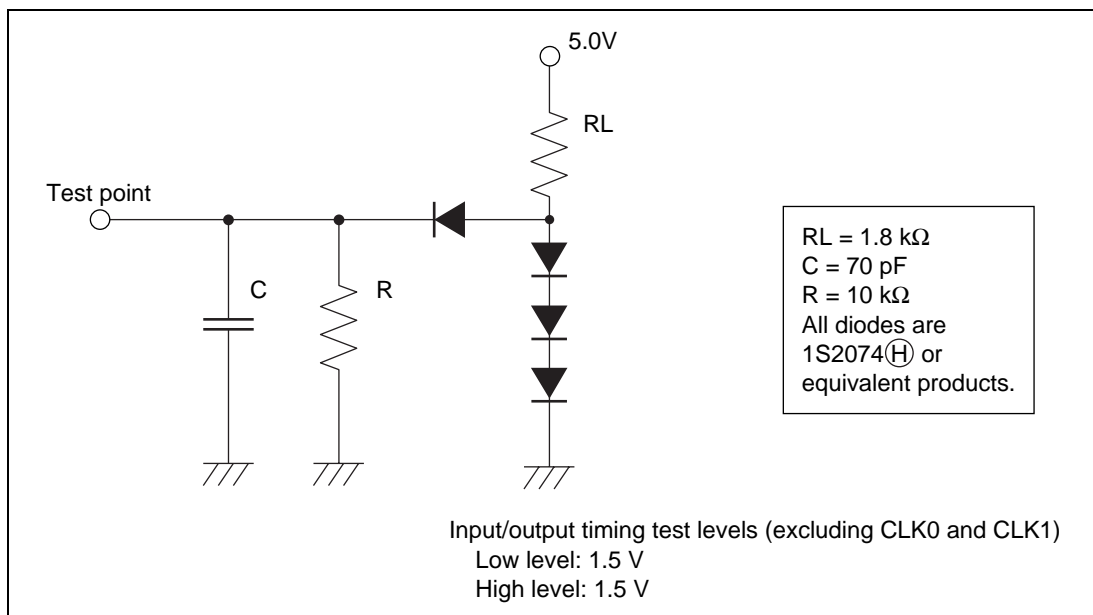 5.0V
RL
Test point
C
R
RL = 1.8 kΩ
C = 70 pF
R = 10 kΩ
All diodes are
1S2074Ⓗ or
equivalent products.
Input/output timing test levels (excluding CLK0 and CLK1)
Low level: 1.5 V
High level: 1.5 V